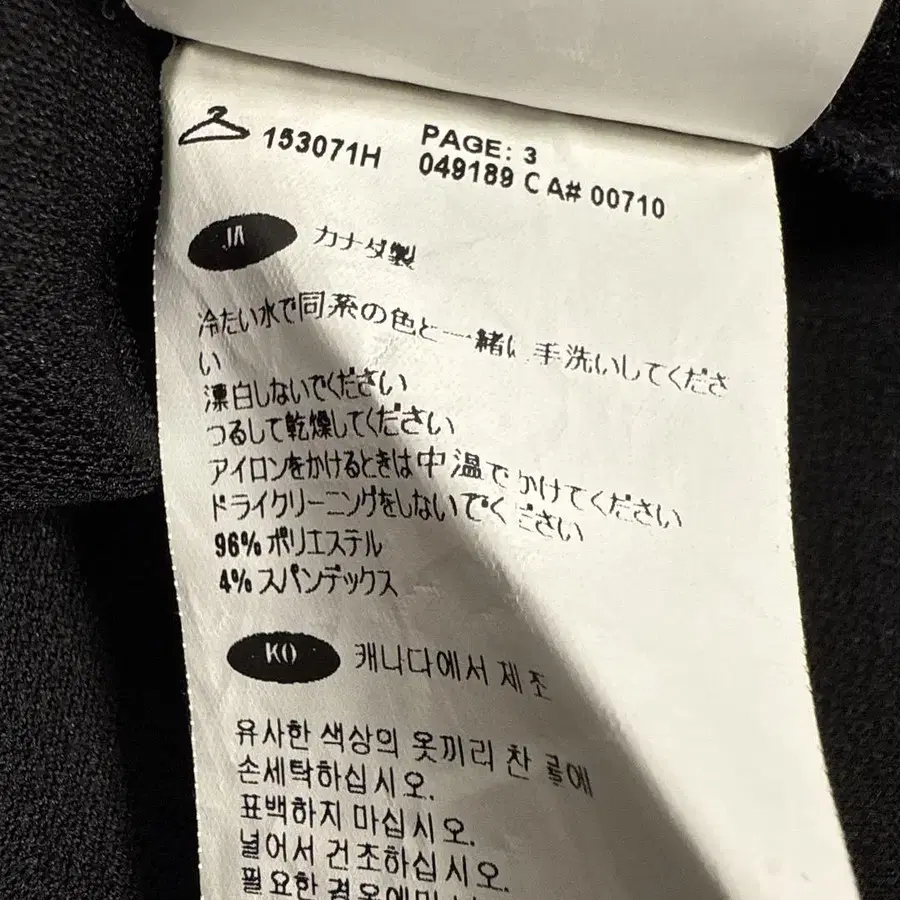 PAGE: 3
153071H 049189 C A# 00710
JA カナダ製
冷たい水で同系の色と一緒に手洗いしてくださ
い
漂白しないでください
つるして乾燥してください
アイロンをかけるときは中温でかけてください
ドライクリーニングをしないでください
96% ポリエステル
4% スパンデックス
KO 캐나다에서 제조
유사한 색상의 옷끼리 찬 물에
손세탁하십시오.
표백하지 마십시오.
널어서 건조하십시오.
필요한 경우에만